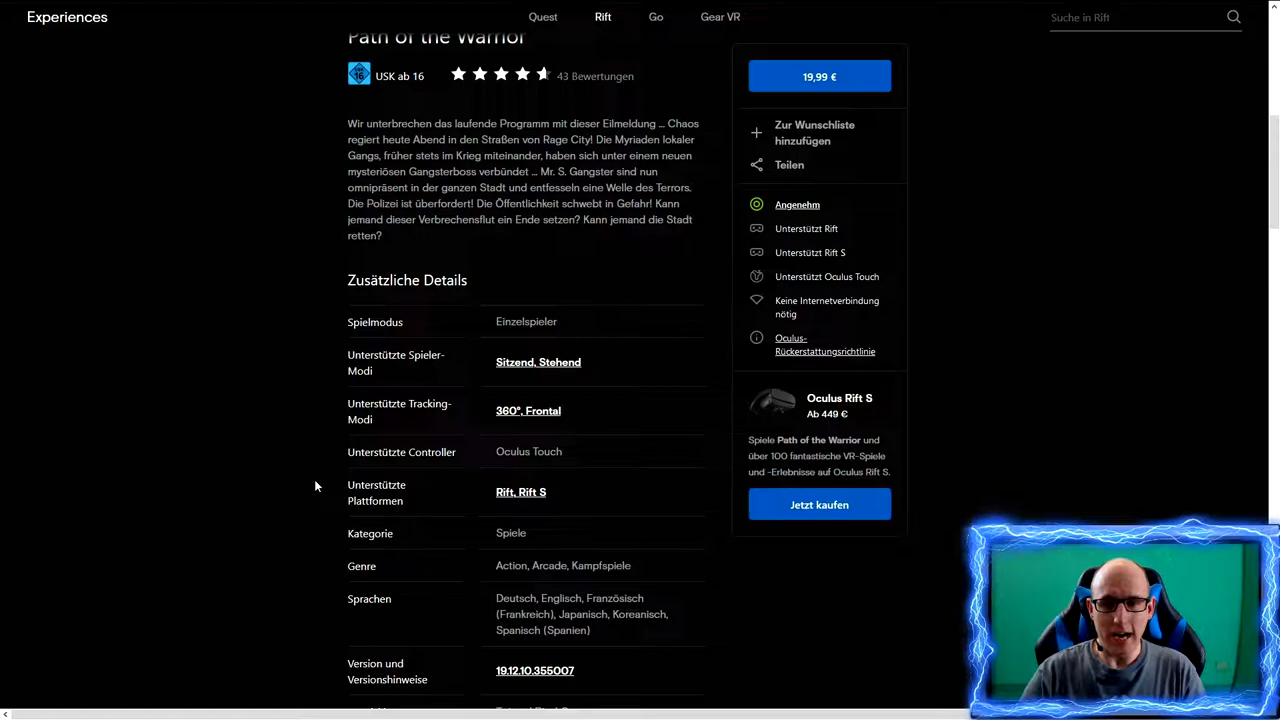 Experiences
Quest
Rift
Go
Gear VR
Suche in Rift
Path of the Warrior
USK ab 16
43 Bewertungen
Wir unterbrechen das laufende Programm mit dieser Eilmeldung ... Chaos
regiert heute Abend in den Straßen von Rage City! Die Myriaden lokaler
Gangs, früher stets im Krieg miteinander, haben sich unter einem neuen
mysteriösen Gangsterboss verbündet ... Mr. S. Gangster sind nun
omnipräsent in der ganzen Stadt und entfesseln eine Welle des Terrors.
Die Polizei ist überfordert! Die Öffentlichkeit schwebt in Gefahr! Kann
jemand dieser Verbrechensflut ein Ende setzen? Kann jemand die Stadt
retten?
Zusätzliche Details
Spielmodus
Einzelspieler
Unterstützte Spieler-
Modi
Sitzend, Stehend
Unterstützte Tracking-
Modi
360°, Frontal
Unterstützte Controller
Oculus Touch
Unterstützte
Plattformen
Rift, Rift S
Kategorie
Spiele
Genre
Action, Arcade, Kampfspiele
Sprachen
Deutsch, Englisch, Französisch
(Frankreich), Japanisch, Koreanisch,
Spanisch (Spanien)
Version und
Versionshinweise
19.12.10.355007
19,99 €
Zur Wunschliste
hinzufügen
Teilen
Angenehm
Unterstützt Rift
Unterstützt Rift S
Unterstützt Oculus Touch
Keine Internetverbindung
nötig
Oculus-
Rückerstattungsrichtlinie
Oculus Rift S
Ab 449 €
Spiele Path of the Warrior und
über 100 fantastische VR-Spiele
und -Erlebnisse auf Oculus Rift S.
Jetzt kaufen